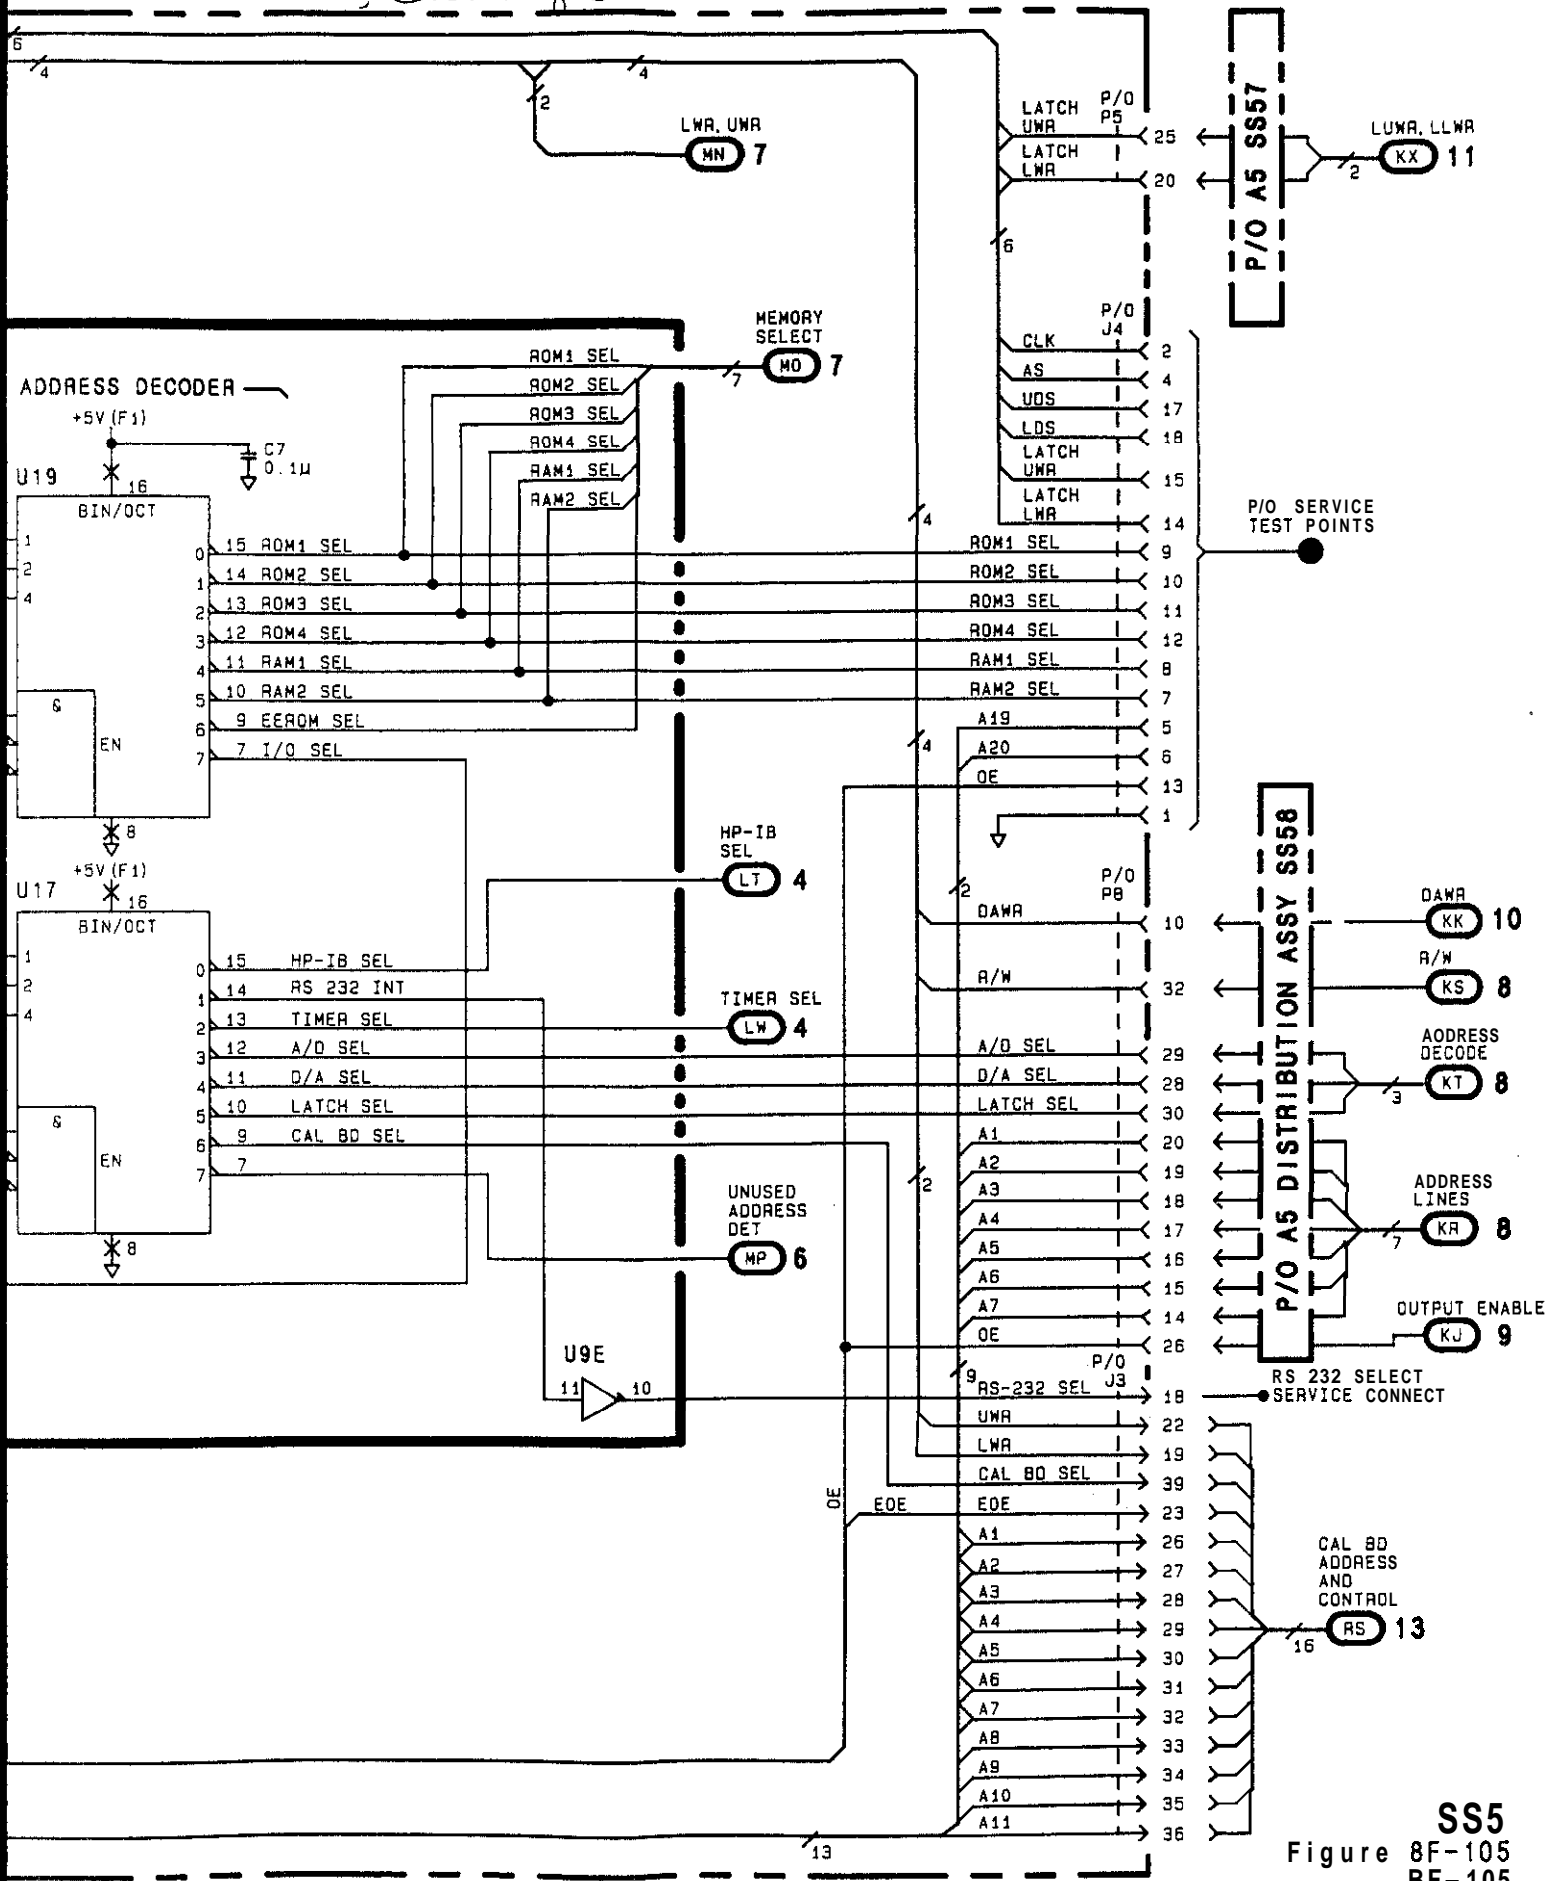 6
4
4
2
LWR, UWR
MN 7
LATCH
UWR
P/O
P5
25
LATCH
LWR
20
P/O A5 SS57
LUWR, LLWR
2
KX 11
6
MEMORY
SELECT
7
MO 7
P/O
J4
CLK 2
AS 4
UDS 17
LDS 18
LATCH
UWR 15
LATCH
LWR 14
P/O SERVICE
TEST POINTS
ADDRESS DECODER
+5V (F1)
C7
0.1µ
U19
16
BIN/OCT
1
2
4
&
EN
8
ROM1 SEL
ROM2 SEL
ROM3 SEL
ROM4 SEL
RAM1 SEL
RAM2 SEL
4
0 15 ROM1 SEL ROM1 SEL 9
1 14 ROM2 SEL ROM2 SEL 10
2 13 ROM3 SEL ROM3 SEL 11
3 12 ROM4 SEL ROM4 SEL 12
4 11 RAM1 SEL RAM1 SEL 8
5 10 RAM2 SEL RAM2 SEL 7
6 9 EEROM SEL A19 5
7 7 I/O SEL 4 A20 6
OE 13
1
HP-IB
SEL
LT 4
+5V (F1)
U17
16
BIN/OCT
1
2
4
&
EN
8
2
P/O
P8
DAWR 10
R/W 32
P/O A5 DISTRIBUTION ASSY SS58
DAWR
KK 10
R/W
KS 8
0 15 HP-IB SEL
1 14 RS 232 INT
2 13 TIMER SEL
TIMER SEL
LW 4
3 12 A/D SEL A/D SEL 29
4 11 D/A SEL D/A SEL 28
5 10 LATCH SEL LATCH SEL 30
6 9 CAL BD SEL
7 7
ADDRESS
DECODE
3
KT 8
UNUSED
ADDRESS
DET
MP 6
2
A1 20
A2 19
A3 18
A4 17
A5 16
A6 15
A7 14
OE 26
ADDRESS
LINES
7
KR 8
OUTPUT ENABLE
KJ 9
U9E
11 10
9
P/O
J3
RS-232 SEL 18
RS 232 SELECT
SERVICE CONNECT
UWR 22
LWR 19
CAL BD SEL 39
OE
EOE EOE 23
A1 26
A2 27
A3 28
A4 29
A5 30
A6 31
A7 32
A8 33
A9 34
A10 35
A11 36
CAL BD
ADDRESS
AND
CONTROL
16
RS 13
13
SS5
Figure 8F-105